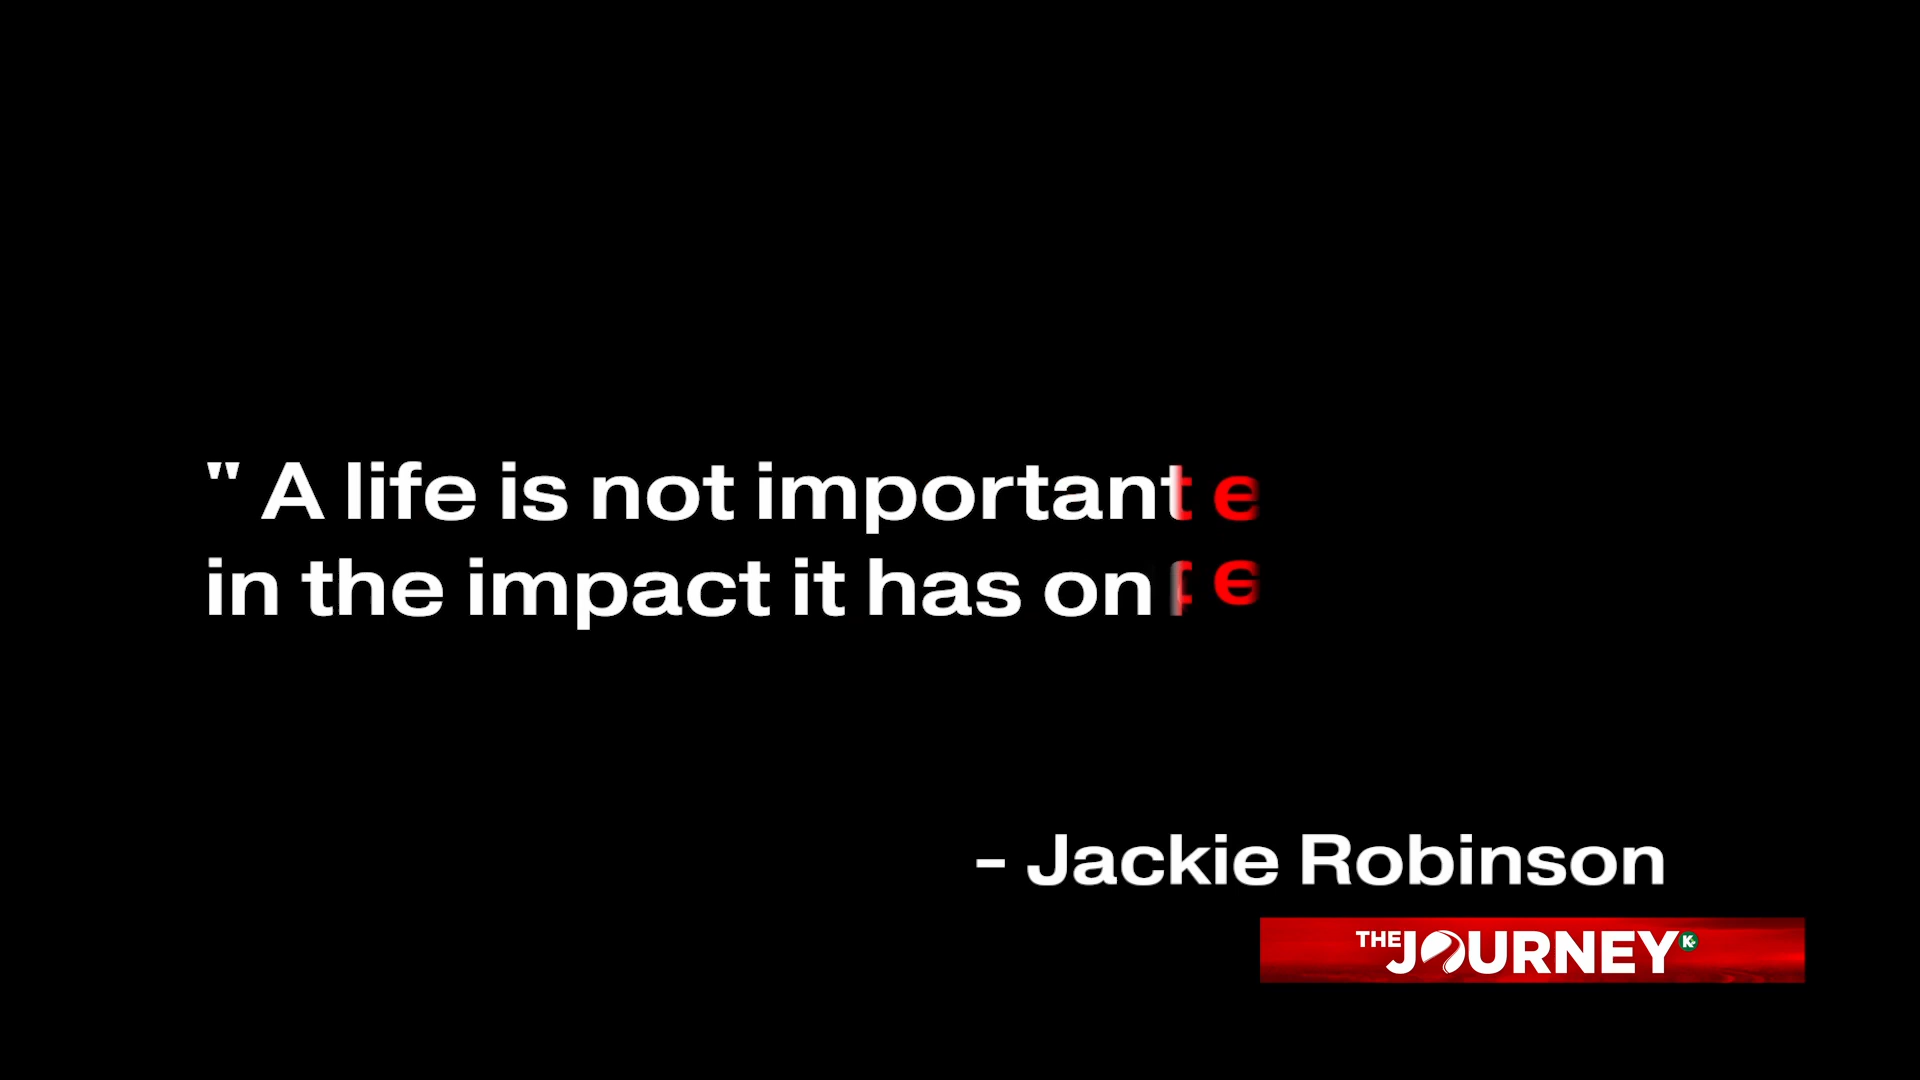 " A life is not important e
in the impact it has on
- Jackie Robinson
THE JOURNEY K+